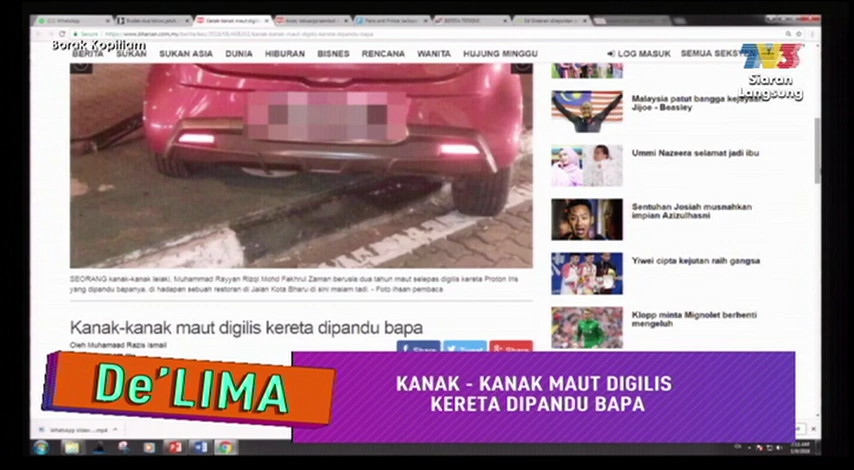 WhatsApp
Borak Kopitiam
BERITA SUKAN SUKAN ASIA DUNIA HIBURAN BISNES RENCANA WANITA HUJUNG MINGGU LOG MASUK SEMUA SEKSYEN
TV3
Siaran
Langsung
Malaysia patut bangga kejayaan
Jijoe - Beasley
Ummi Nazeera selamat jadi ibu
Sentuhan Josiah musnahkan
impian Azizulhasni
Yiwei cipta kejutan raih gangsa
Klopp minta Mignolet berhenti
mengeluh
SEORANG kanak-kanak lelaki, Muhammad Rayyan Rizqi Mohd Fakhrul Zaman berusia dua tahun maut selepas digilis kereta Proton Iris
yang dipandu bapanya, di hadapan sebuah restoran di Jalan Kota Bharu di sini malam tadi. - Foto ihsan pembaca
Kanak-kanak maut digilis kereta dipandu bapa
Oleh Muhamaad Razis Ismail
Share Tweet Share
De'LIMA
KANAK - KANAK MAUT DIGILIS
KERETA DIPANDU BAPA